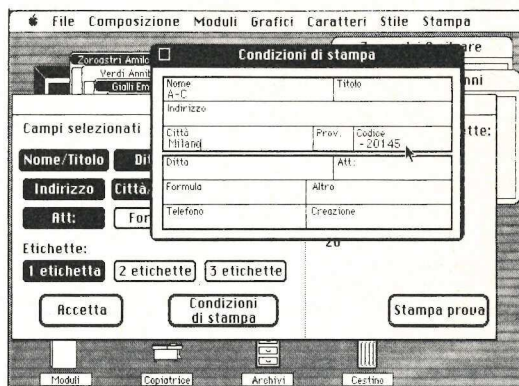 File Composizione Moduli Grafici Caratteri Stile Stampa
Zoroastri Amilc
Verdi Annib
Gialli Em
Condizioni di stampa
Nome Titolo
A-C
Indirizzo
Città Prov. Codice
Milano -20145
Ditta Att:
Formula Altro
Telefono Creazione
Campi selezionati
Nome/Titolo
Indirizzo
Att:
20
Etichette:
1 etichetta 2 etichette 3 etichette
Accetta Condizioni di stampa Stampa prova
Moduli Copiatrice Archivi Cestino